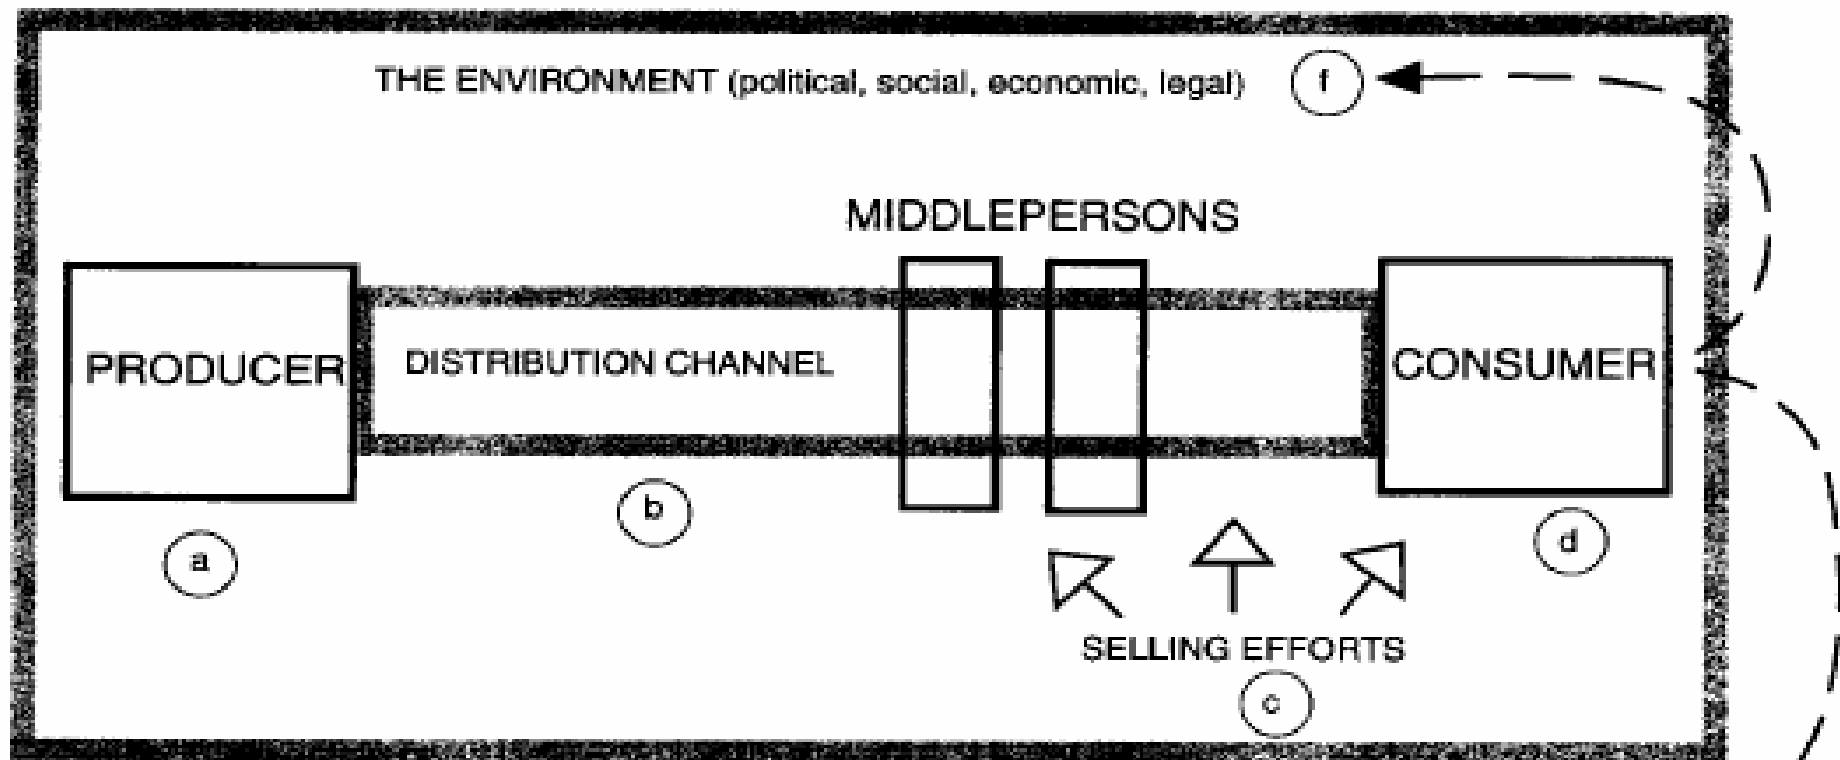 THE ENVIRONMENT (political, social, economic, legal)
f
MIDDLEPERSONS
PRODUCER
DISTRIBUTION CHANNEL
CONSUMER
a
b
d
SELLING EFFORTS
c